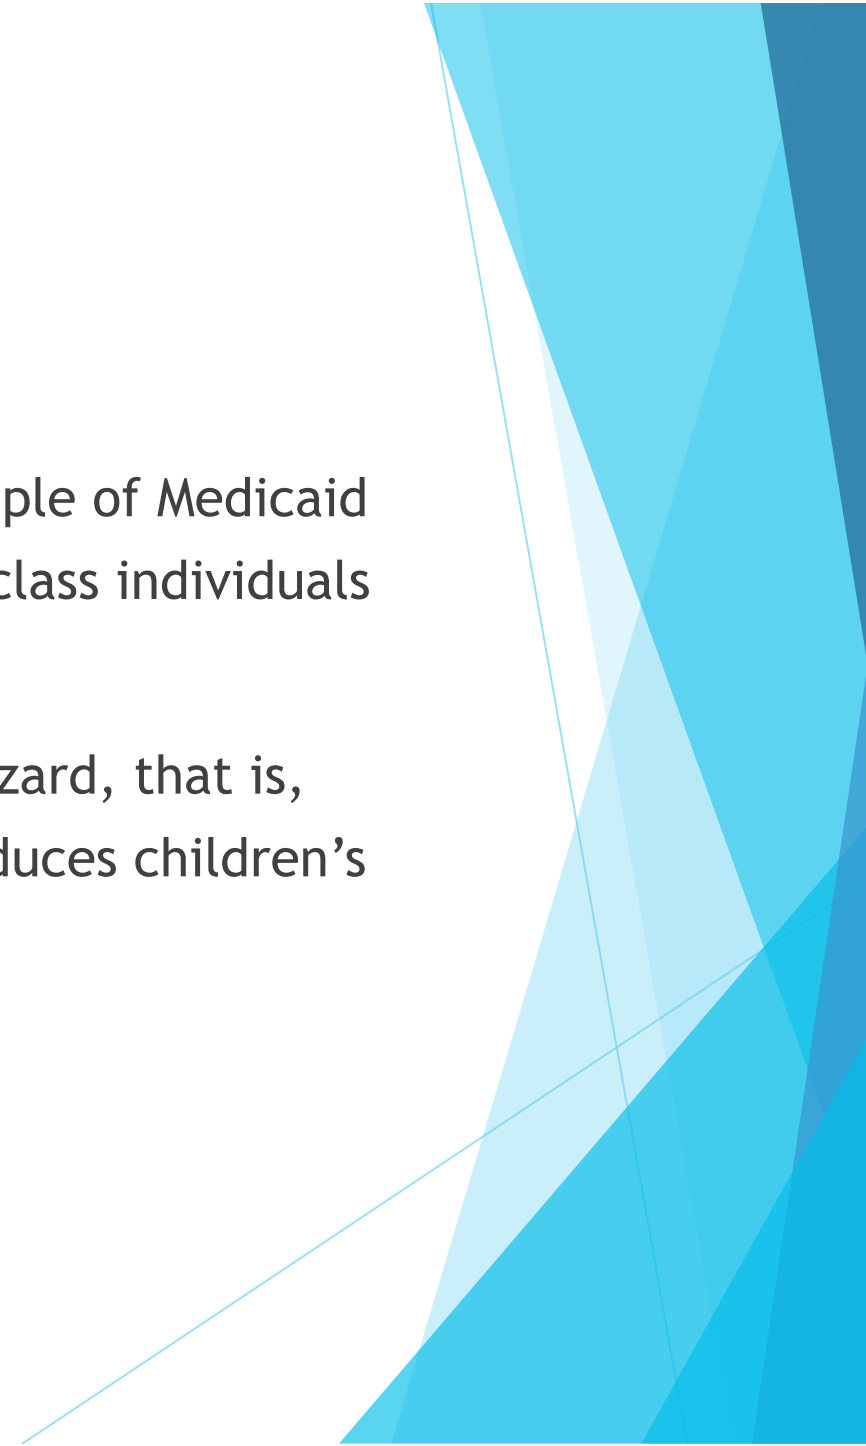 ple of Medicaid
class individuals
zard, that is,
duces children’s